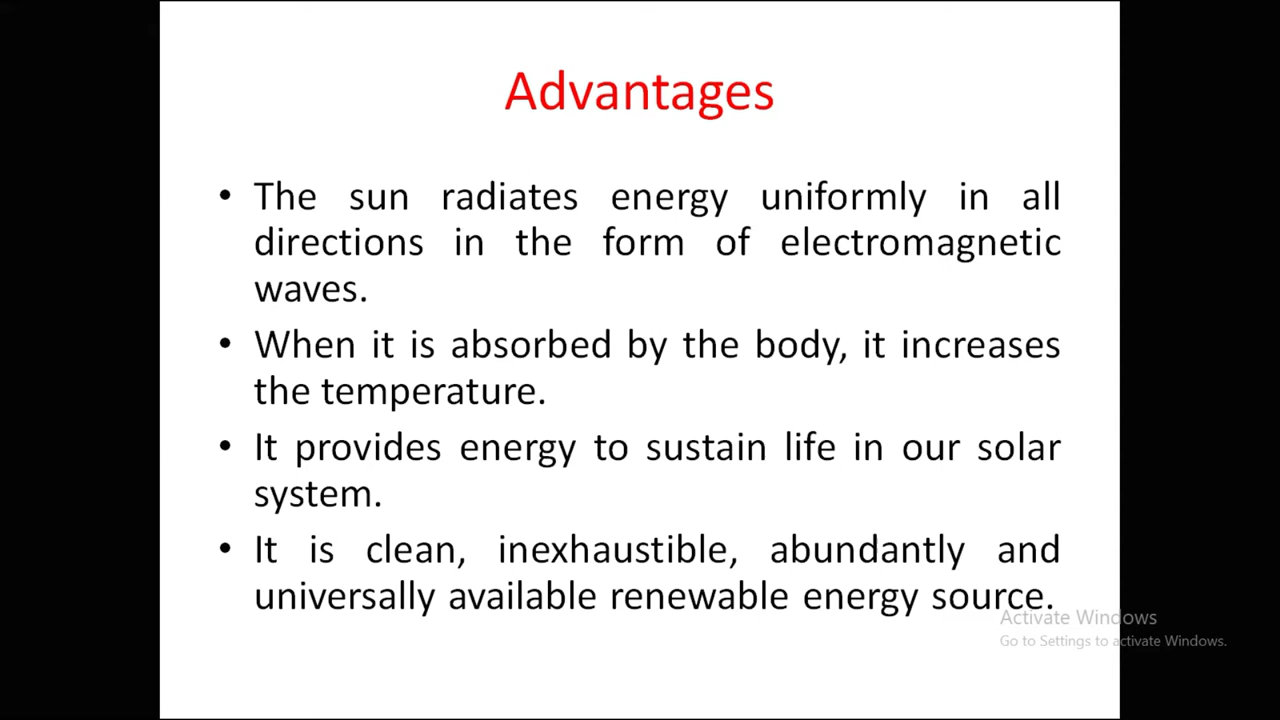 Advantages
• The sun radiates energy uniformly in all
directions in the form of electromagnetic
waves.
• When it is absorbed by the body, it increases
the temperature.
• It provides energy to sustain life in our solar
system.
• It is clean, inexhaustible, abundantly and
universally available renewable energy source.
Activate Windows
Go to Settings to activate Windows.